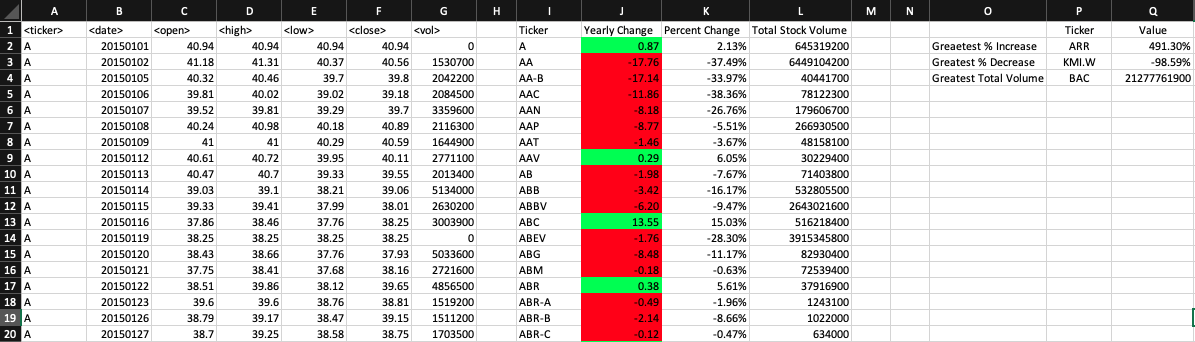 A B C D E F G H I J K L M N O P Q
1 <ticker> <date> <open> <high> <low> <close> <vol> Ticker Yearly Change Percent Change Total Stock Volume Ticker Value
2 A 20150101 40.94 40.94 40.94 40.94 0 A 0.87 2.13% 645319200 Greaetest % Increase ARR 491.30%
3 A 20150102 41.18 41.31 40.37 40.56 1530700 AA -17.76 -37.49% 6449104200 Greatest % Decrease KMI.W -98.59%
4 A 20150105 40.32 40.46 39.7 39.8 2042200 AA-B -17.14 -33.97% 40441700 Greatest Total Volume BAC 21277761900
5 A 20150106 39.81 40.02 39.02 39.18 2084500 AAC -11.86 -38.36% 78122300
6 A 20150107 39.52 39.81 39.29 39.7 3359600 AAN -8.18 -26.76% 179606700
7 A 20150108 40.24 40.98 40.18 40.89 2116300 AAP -8.77 -5.51% 266930500
8 A 20150109 41 41 40.29 40.59 1644900 AAT -1.46 -3.67% 48158100
9 A 20150112 40.61 40.72 39.95 40.11 2771100 AAV 0.29 6.05% 30229400
10 A 20150113 40.47 40.7 39.33 39.55 2013400 AB -1.98 -7.67% 71403800
11 A 20150114 39.03 39.1 38.21 39.06 5134000 ABB -3.42 -16.17% 532805500
12 A 20150115 39.33 39.41 37.99 38.01 2630200 ABBV -6.20 -9.47% 2643021600
13 A 20150116 37.86 38.46 37.76 38.25 3003900 ABC 13.55 15.03% 516218400
14 A 20150119 38.25 38.25 38.25 38.25 0 ABEV -1.76 -28.30% 3915345800
15 A 20150120 38.43 38.66 37.76 37.93 5033600 ABG -8.48 -11.17% 82930400
16 A 20150121 37.75 38.41 37.68 38.16 2721600 ABM -0.18 -0.63% 72539400
17 A 20150122 38.51 39.86 38.12 39.65 4856500 ABR 0.38 5.61% 37916900
18 A 20150123 39.6 39.6 38.76 38.81 1519200 ABR-A -0.49 -1.96% 1243100
19 A 20150126 38.79 39.17 38.47 39.15 1511200 ABR-B -2.14 -8.66% 1022000
20 A 20150127 38.7 39.25 38.58 38.75 1703500 ABR-C -0.12 -0.47% 634000